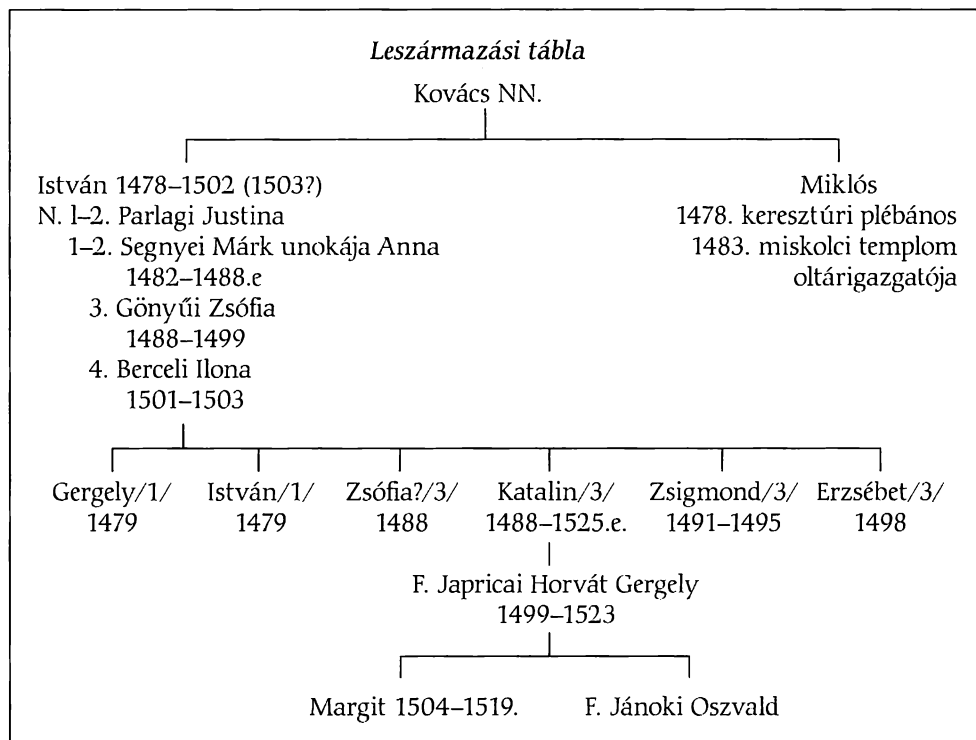 Leszármazási tábla
Kovács NN.
István 1478–1502 (1503?)
N. 1–2. Parlagi Justina
1–2. Segnyei Márk unokája Anna
1482–1488.e
3. Gönyűi Zsófia
1488–1499
4. Berceli Ilona
1501–1503
Miklós
1478. keresztúri plébános
1483. miskolci templom
oltárigazgatója
Gergely/1/
1479
István/1/
1479
Zsófia?/3/
1488
Katalin/3/
1488–1525.e.
Zsigmond/3/
1491–1495
Erzsébet/3/
1498
F. Japricai Horvát Gergely
1499–1523
Margit 1504–1519.
F. Jánoki Oszvald